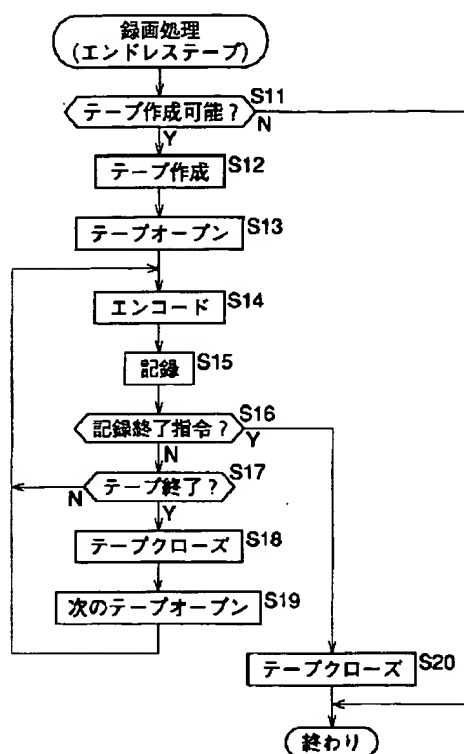 録画処理
(エンドレステープ)
テープ作成可能？ S11
N
Y
テープ作成 S12
テープオープン S13
エンコード S14
記録 S15
記録終了指令？ S16
Y
N
テープ終了？ S17
N
Y
テープクローズ S18
次のテープオープン S19
テープクローズ S20
終わり